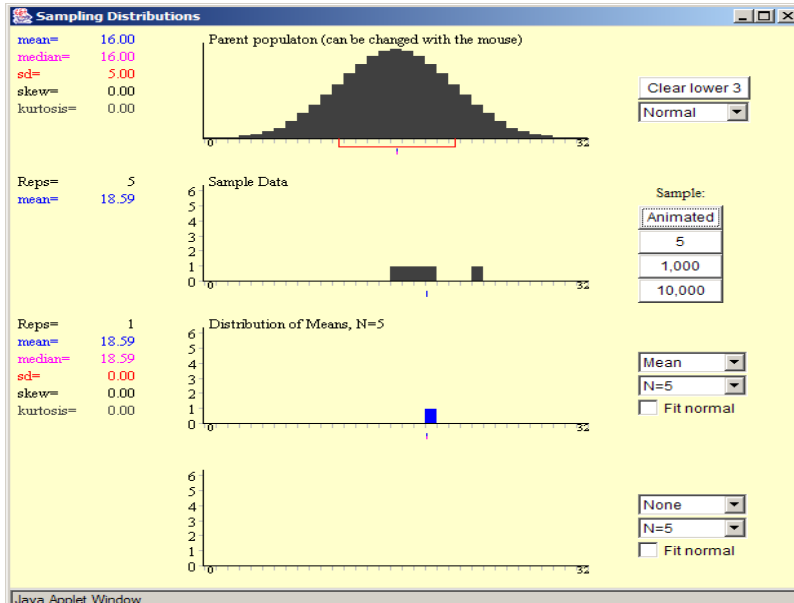 Sampling Distributions
mean= 16.00
median= 16.00
sd= 5.00
skew= 0.00
kurtosis= 0.00
Parent populaton (can be changed with the mouse)
0 32
Clear lower 3
Normal
Reps= 5
mean= 18.59
Sample Data
6
5
4
3
2
1
0
0 32
Sample:
Animated
5
1,000
10,000
Reps= 1
mean= 18.59
median= 18.59
sd= 0.00
skew= 0.00
kurtosis= 0.00
Distribution of Means, N=5
6
5
4
3
2
1
0
0 32
Mean
N=5
Fit normal
6
5
4
3
2
1
0
0 32
None
N=5
Fit normal
Java Applet Window